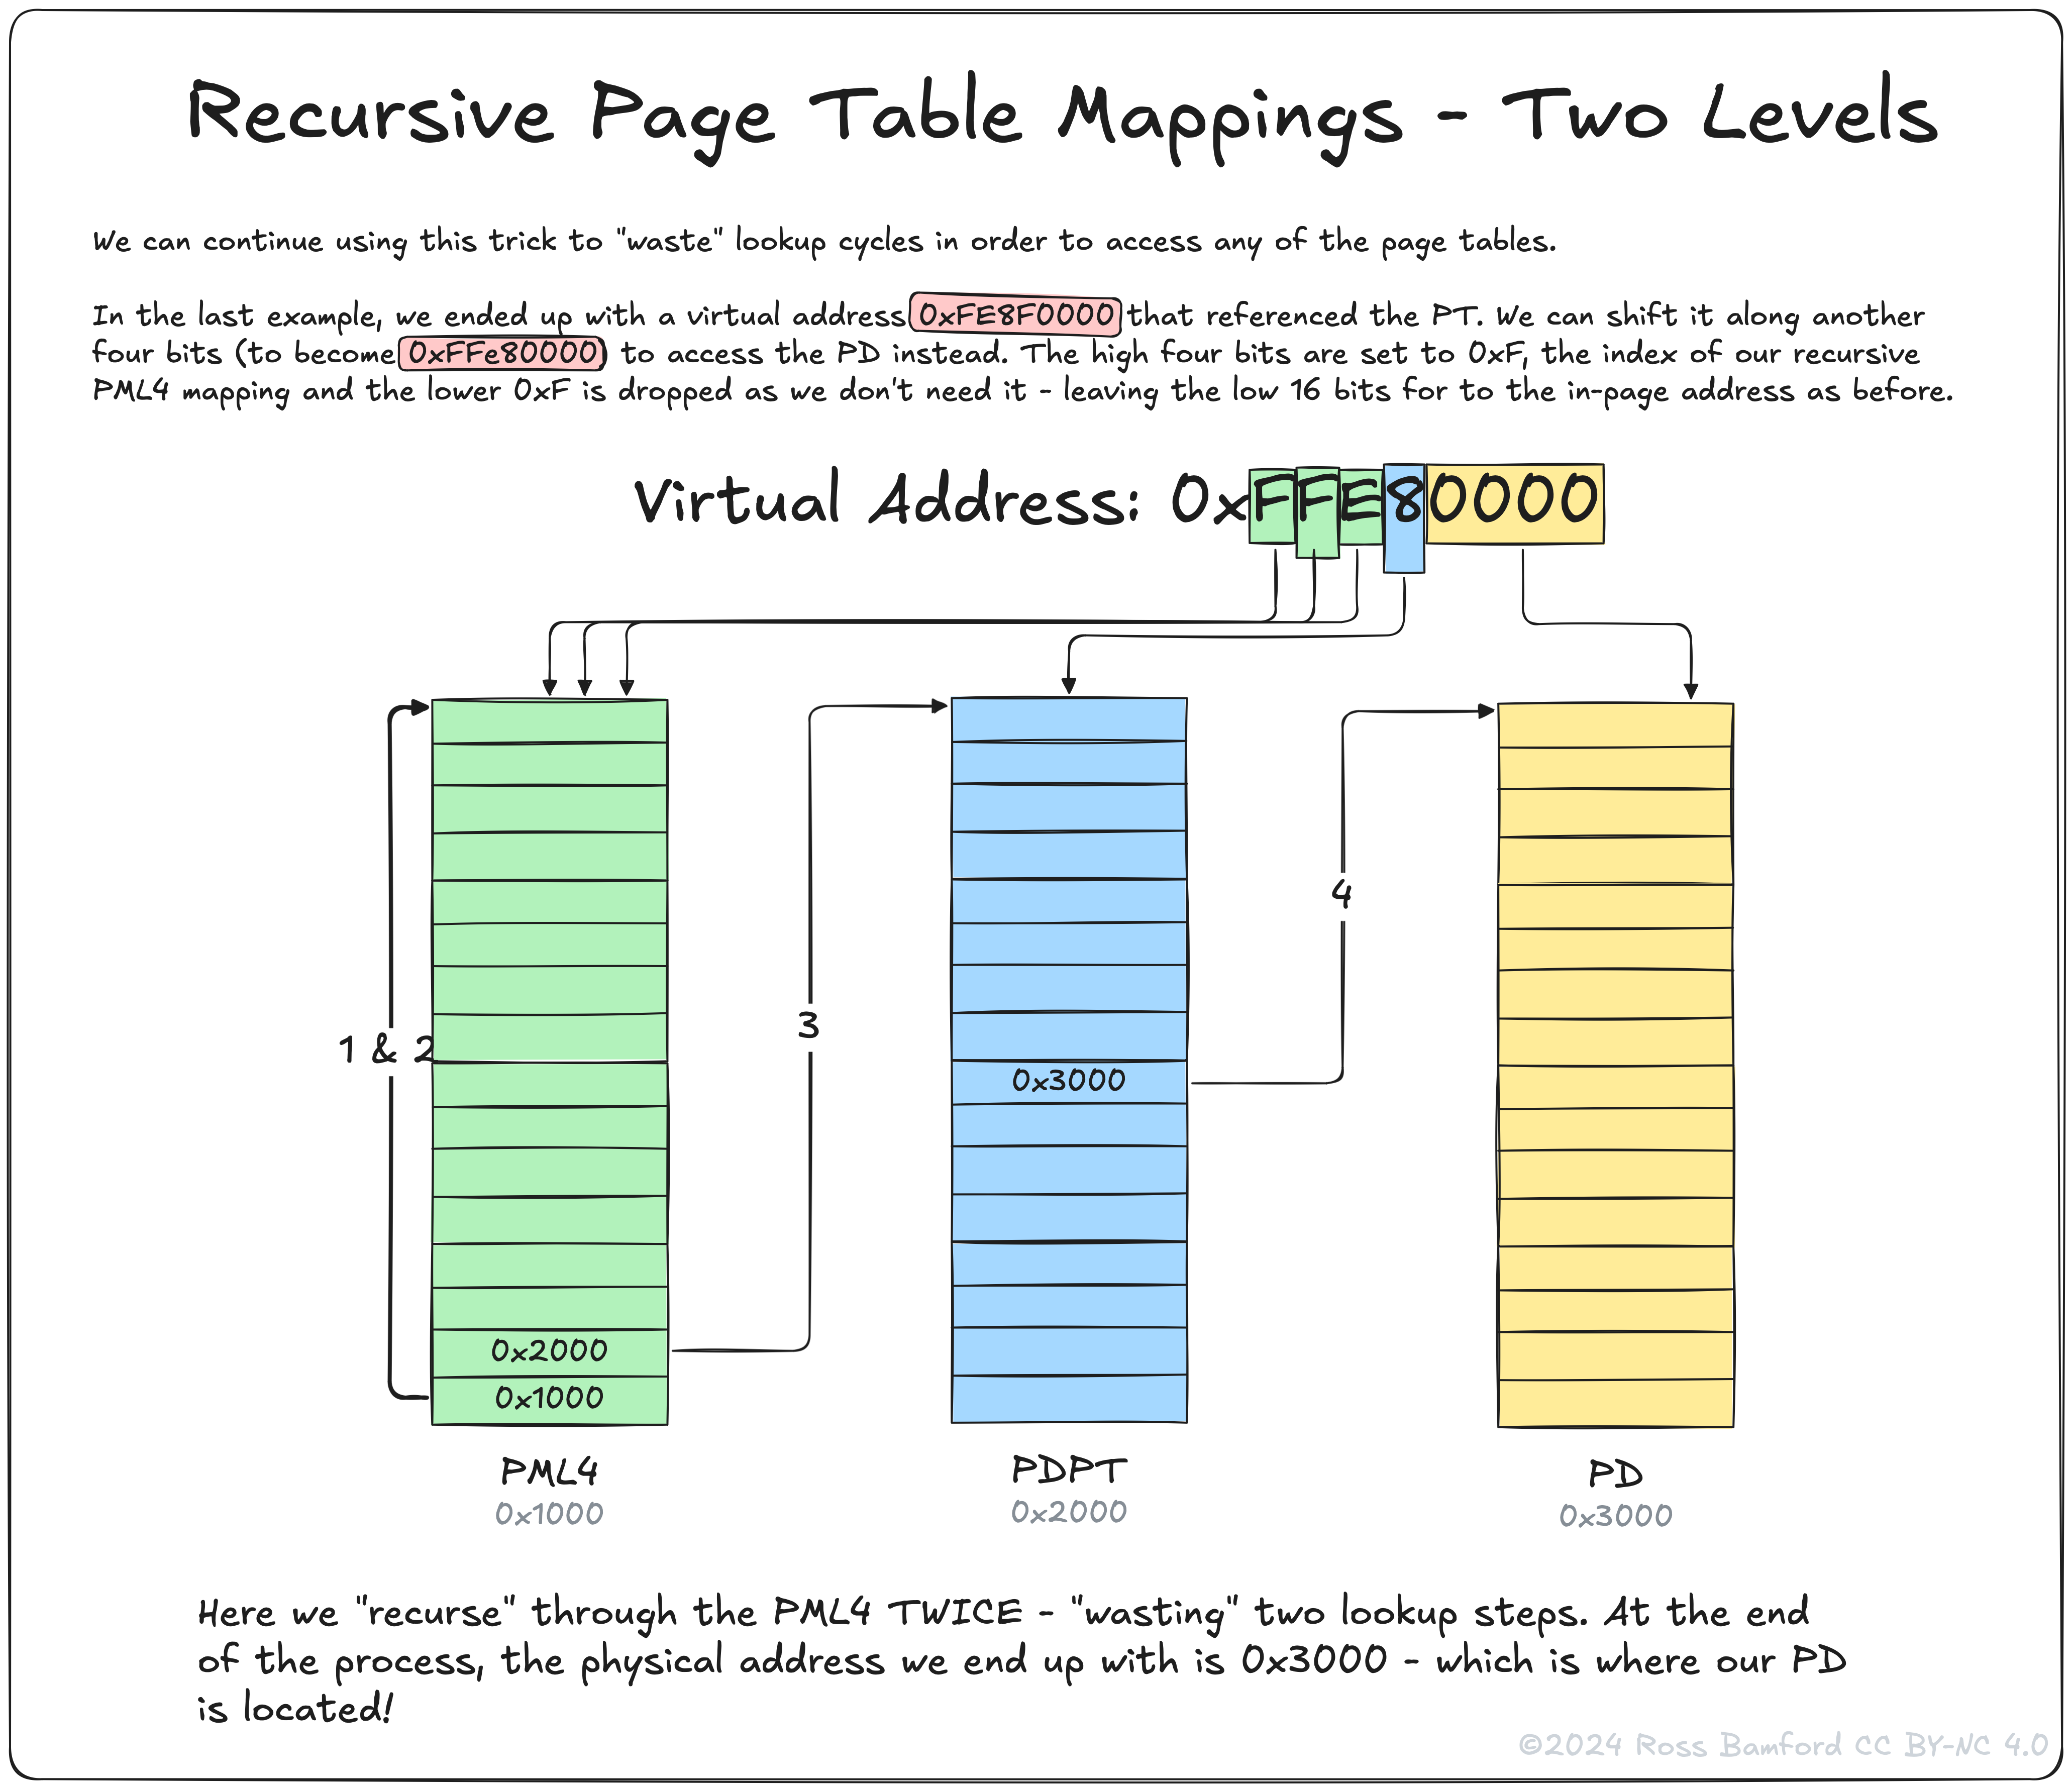 Recursive Page Table Mappings - Two Levels
We can continue using this trick to "waste" lookup cycles in order to access any of the page tables.
In the last example, we ended up with a virtual address 0xFE8F0000 that referenced the PT. We can shift it along another
four bits (to become 0xFFe80000) to access the PD instead. The high four bits are set to 0xF, the index of our recursive
PML4 mapping and the lower 0xF is dropped as we don't need it - leaving the low 16 bits for to the in-page address as before.
Virtual Address: 0xFFE80000
4
3
1 & 2
0x3000
0x2000
0x1000
PML4
PDPT
PD
0x1000
0x2000
0x3000
Here we "recurse" through the PML4 TWICE - "wasting" two lookup steps. At the end
of the process, the physical address we end up with is 0x3000 - which is where our PD
is located!
©2024 Ross Bamford CC BY-NC 4.0